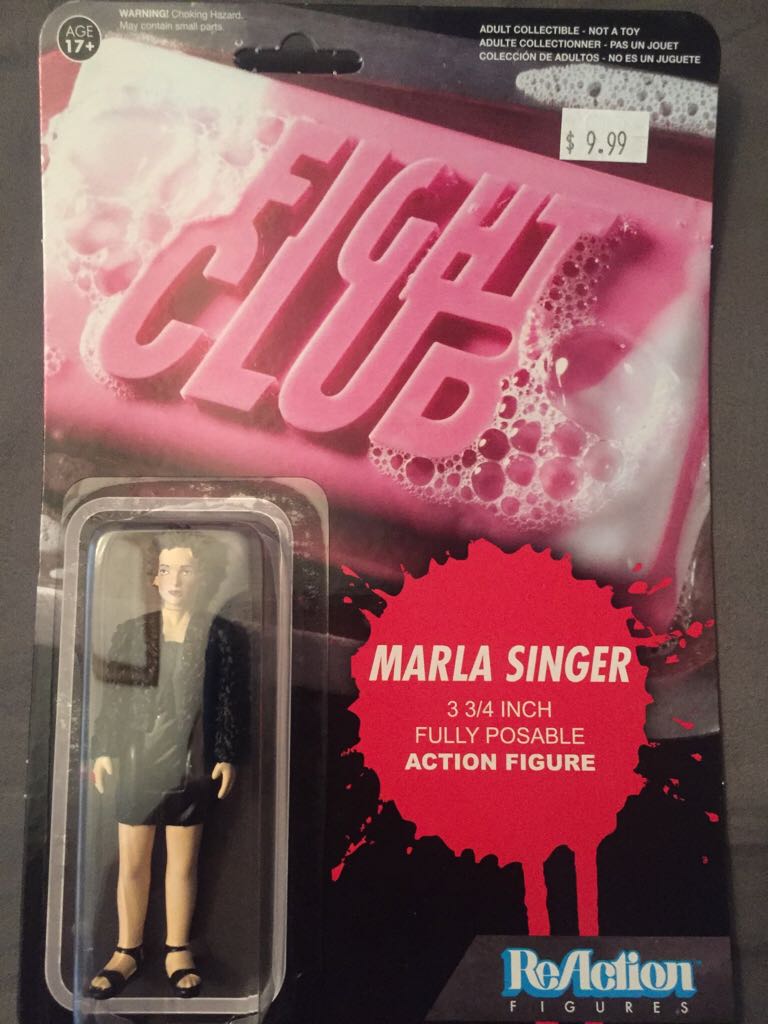 AGE
17+
WARNING! Choking Hazard.
May contain small parts.
ADULT COLLECTIBLE - NOT A TOY
ADULTE COLLECTIONNER - PAS UN JOUET
COLECCIÓN DE ADULTOS - NO ES UN JUGUETE
$ 9.99
FIGHT
CLUB
MARLA SINGER
3 3/4 INCH
FULLY POSABLE
ACTION FIGURE
ReAction
FIGURES